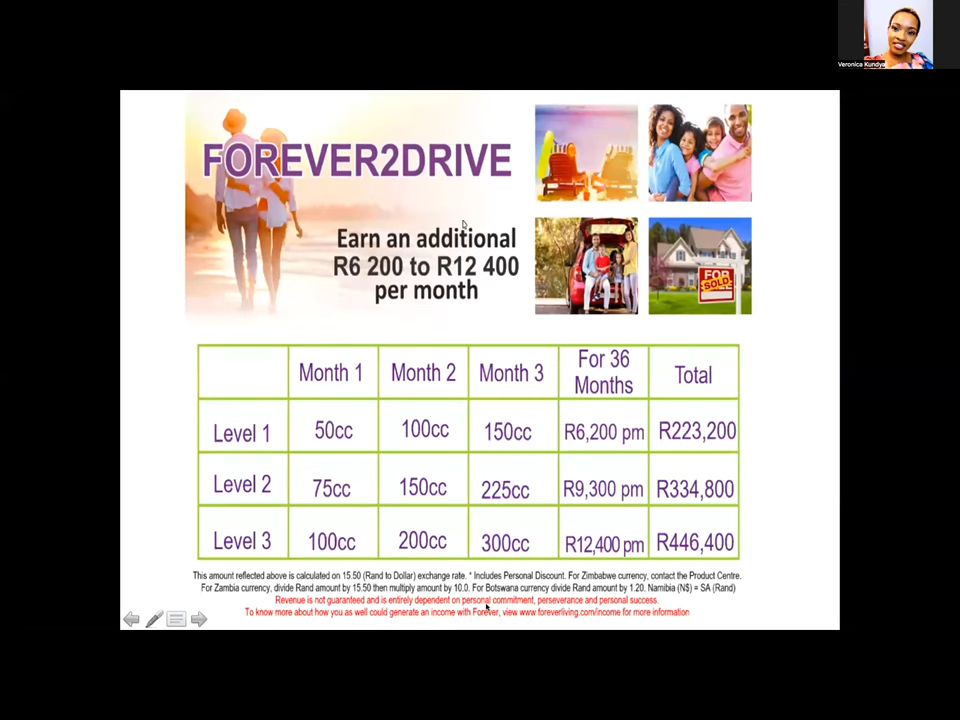 Veronica Kundya
FOREVER2DRIVE
Earn an additional
R6 200 to R12 400
per month
FOR
SOLD
Month 1 Month 2 Month 3 For 36 Months Total
Level 1 50cc 100cc 150cc R6,200 pm R223,200
Level 2 75cc 150cc 225cc R9,300 pm R334,800
Level 3 100cc 200cc 300cc R12,400 pm R446,400
This amount reflected above is calculated on 15.50 (Rand to Dollar) exchange rate. * Includes Personal Discount. For Zimbabwe currency, contact the Product Centre.
For Zambia currency, divide Rand amount by 15.50 then multiply amount by 10.0. For Botswana currency divide Rand amount by 1.20. Namibia (N$) = SA (Rand)
Revenue is not guaranteed and is entirely dependent on personal commitment, perseverance and personal success.
To know more about how you as well could generate an income with Forever, view www.foreverliving.com/income for more information